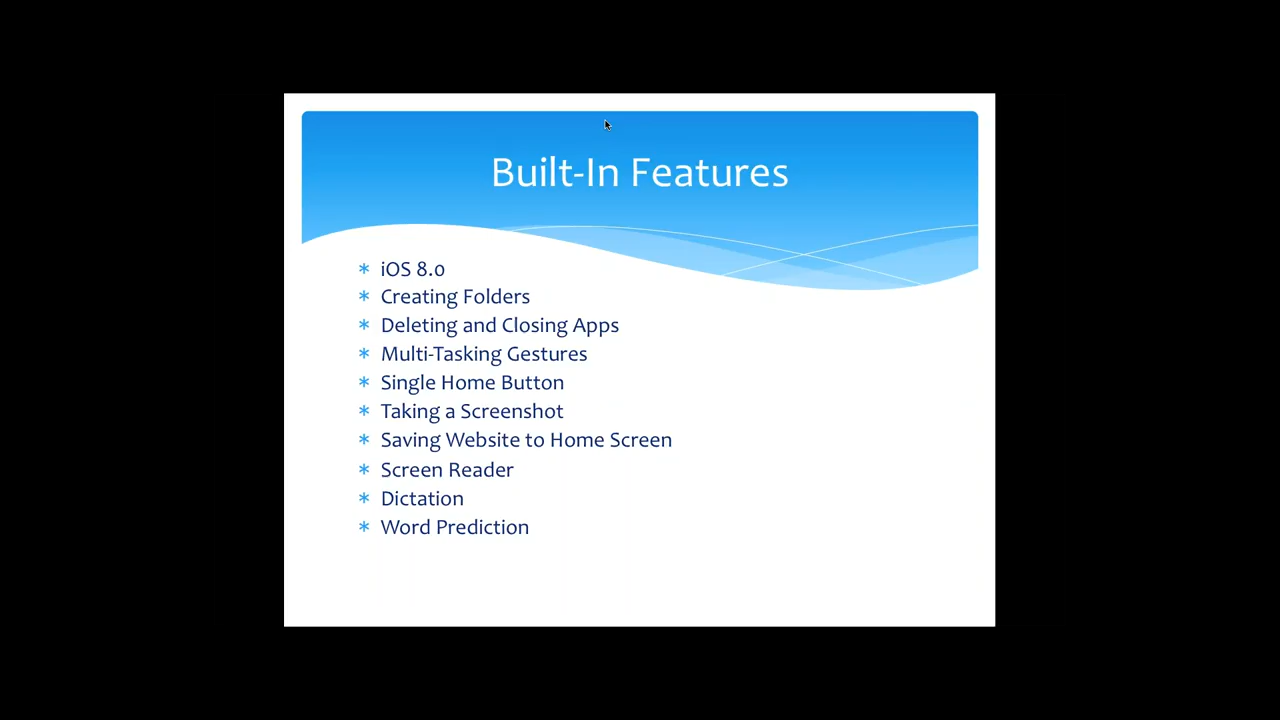 Built-In Features
* iOS 8.0
* Creating Folders
* Deleting and Closing Apps
* Multi-Tasking Gestures
* Single Home Button
* Taking a Screenshot
* Saving Website to Home Screen
* Screen Reader
* Dictation
* Word Prediction